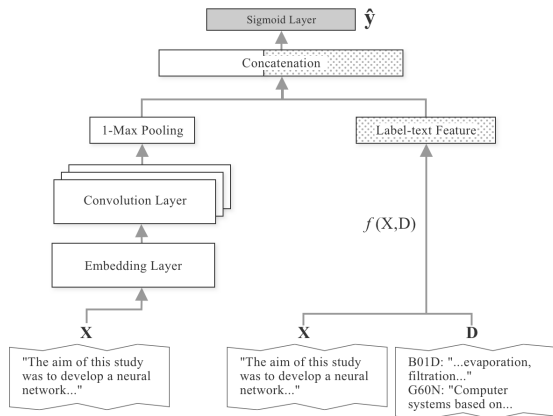 Sigmoid Layer
ŷ
Concatenation
1-Max Pooling
Label-text Feature
Convolution Layer
f (X,D)
Embedding Layer
X
X
D
"The aim of this study
was to develop a neural
network..."
"The aim of this study
was to develop a neural
network..."
B01D: "...evaporation,
filtration..."
G60N: "Computer
systems based on...